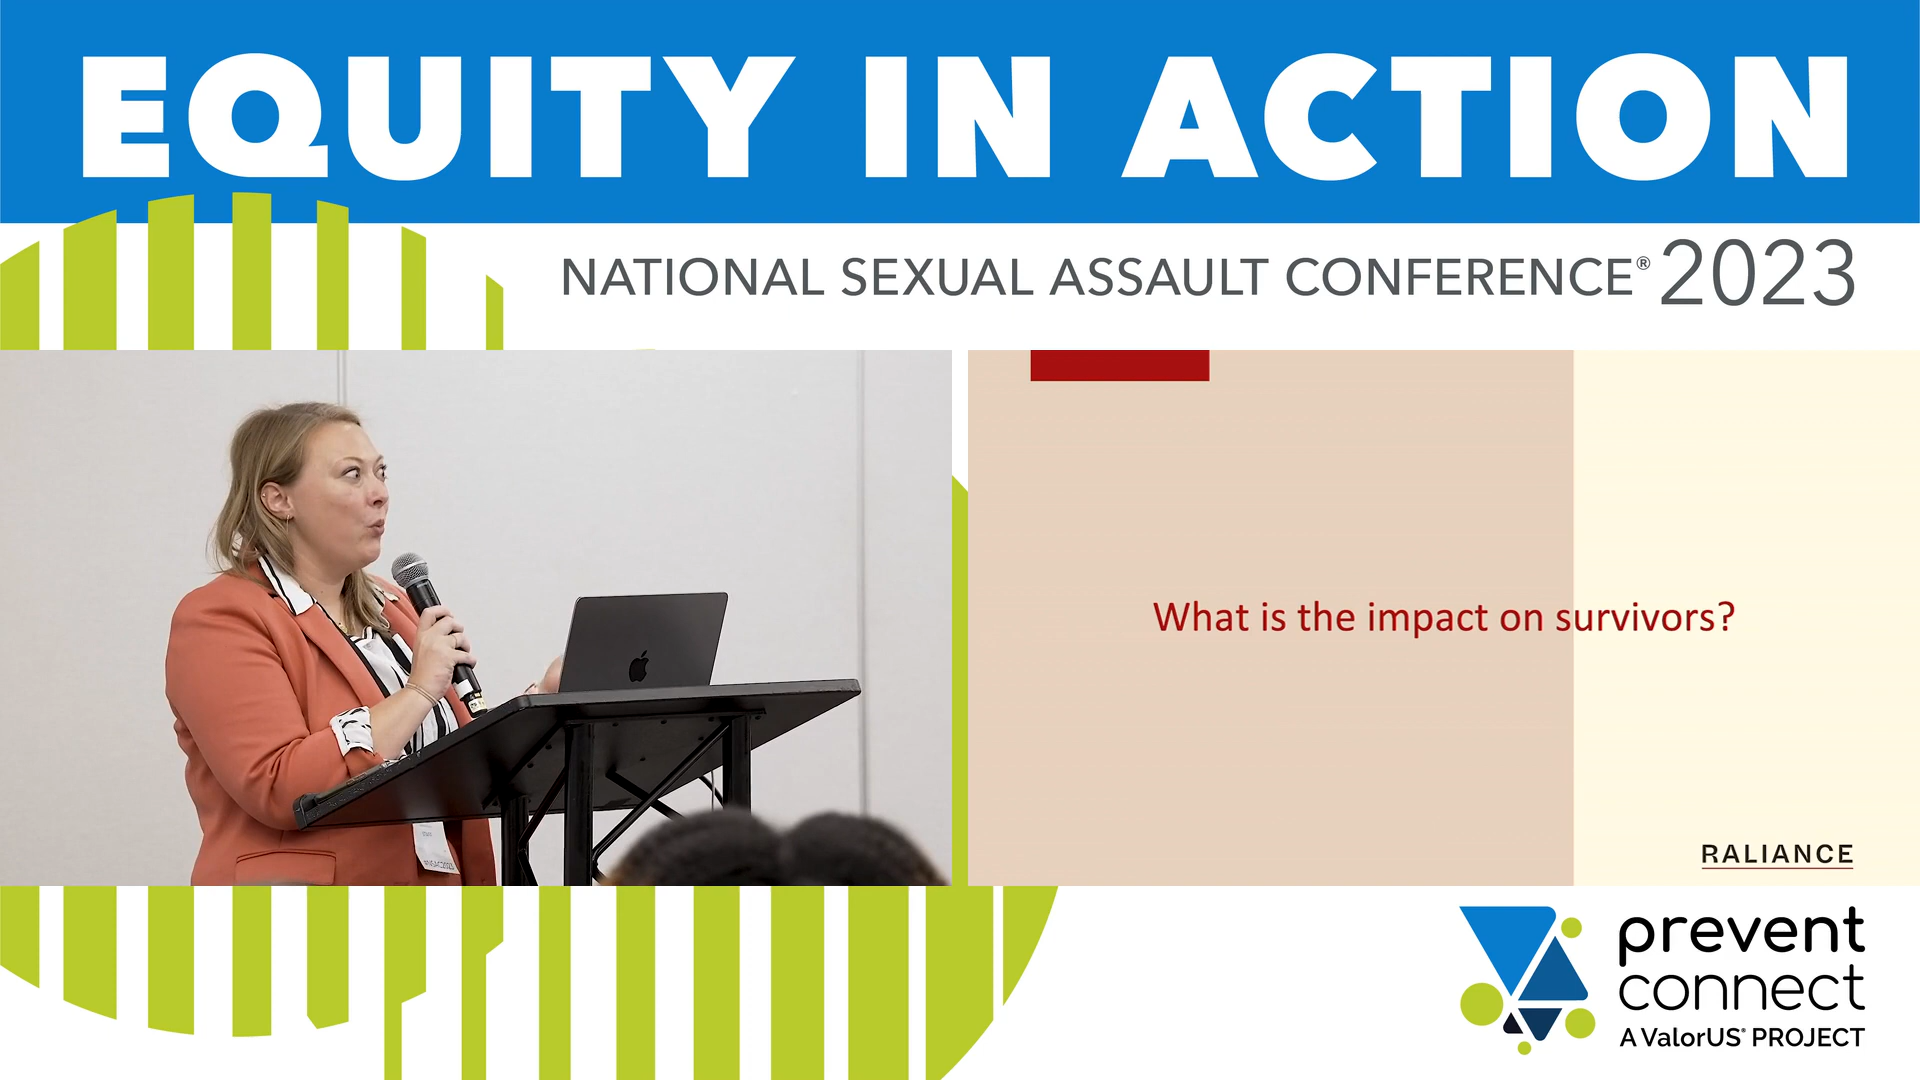 EQUITY IN ACTION
NATIONAL SEXUAL ASSAULT CONFERENCE® 2023
What is the impact on survivors?
RALIANCE
prevent
connect
A ValorUS® PROJECT